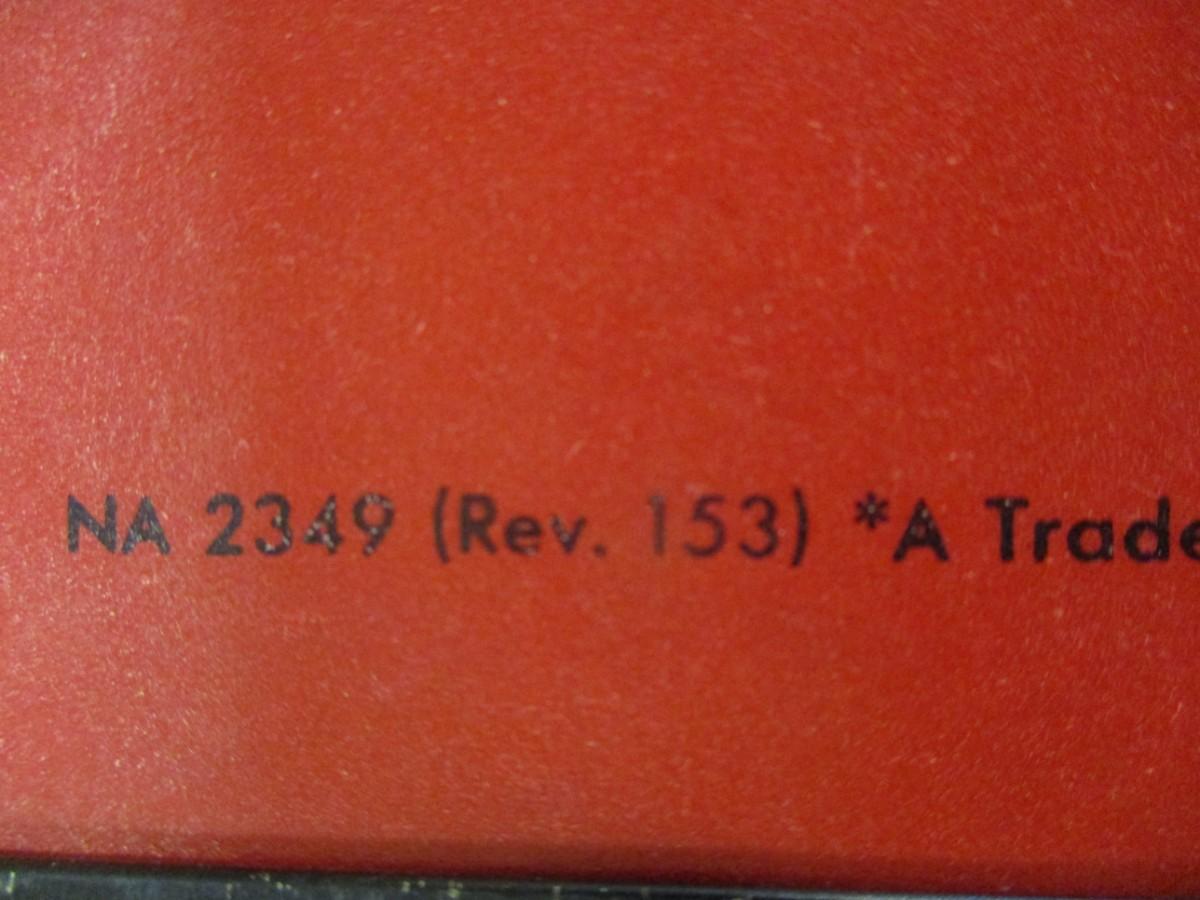 NA 2349 (Rev. 153) *A Trade